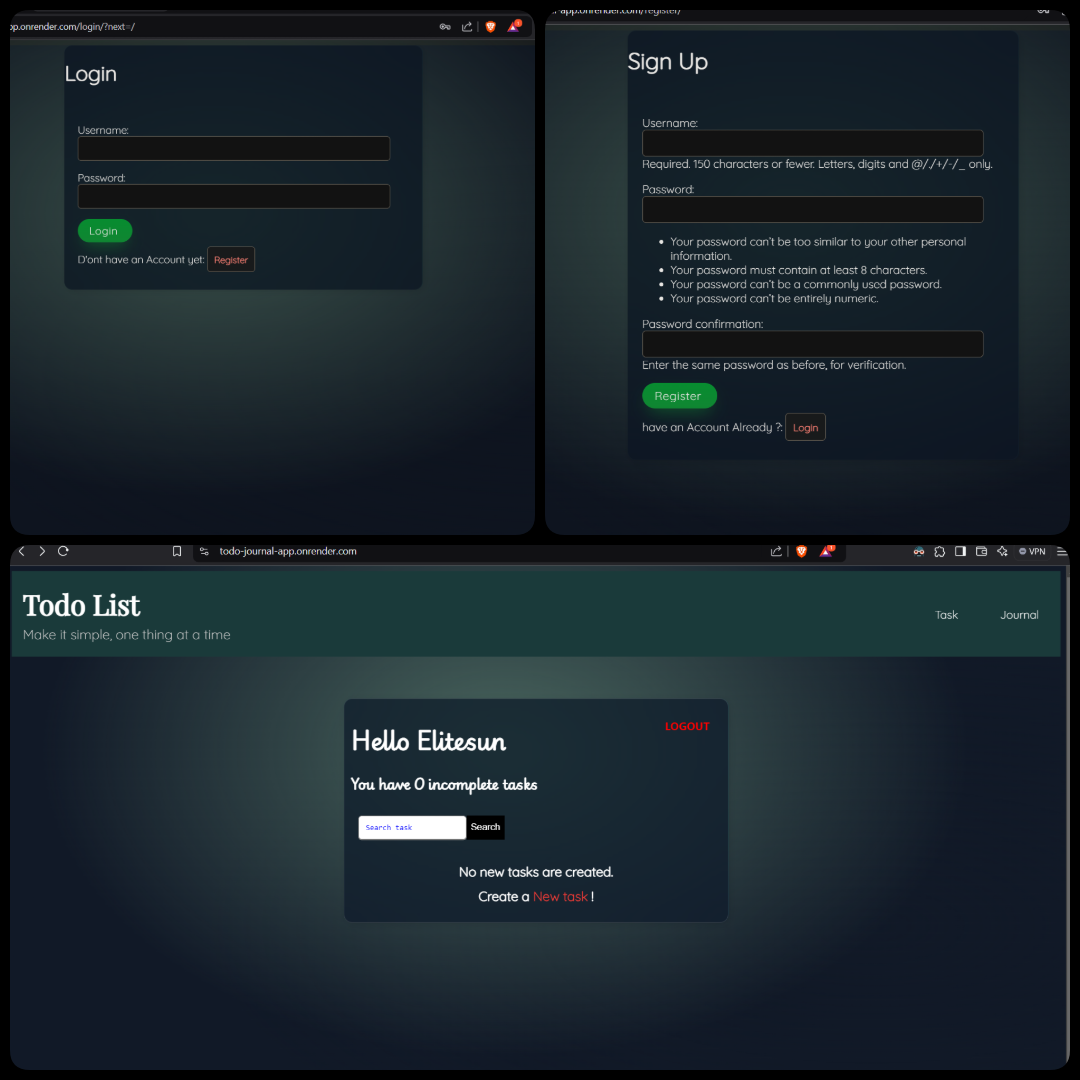 pp.onrender.com/login/?next=/
Login
Username:
Password:
Login
D'ont have an Account yet: Register
-app.onrender.com/register/
Sign Up
Username:
Required. 150 characters or fewer. Letters, digits and @/./+/-/_ only.
Password:
Your password can't be too similar to your other personal
information.
Your password must contain at least 8 characters.
Your password can't be a commonly used password.
Your password can't be entirely numeric.
Password confirmation:
Enter the same password as before, for verification.
Register
have an Account Already ?: Login
todo-journal-app.onrender.com
VPN
Todo List
Make it simple, one thing at a time
Task
Journal
LOGOUT
Hello Elitesun
You have 0 incomplete tasks
Search task
Search
No new tasks are created.
Create a New task !